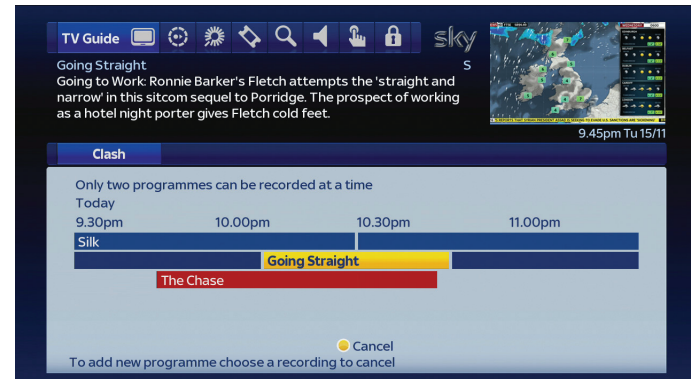 TV Guide
sky
Going Straight S
Going to Work: Ronnie Barker's Fletch attempts the 'straight and
narrow' in this sitcom sequel to Porridge. The prospect of working
as a hotel night porter gives Fletch cold feet.
9.45pm Tu 15/11
Clash
Only two programmes can be recorded at a time
Today
9.30pm 10.00pm 10.30pm 11.00pm
Silk
Going Straight
The Chase
Cancel
To add new programme choose a recording to cancel